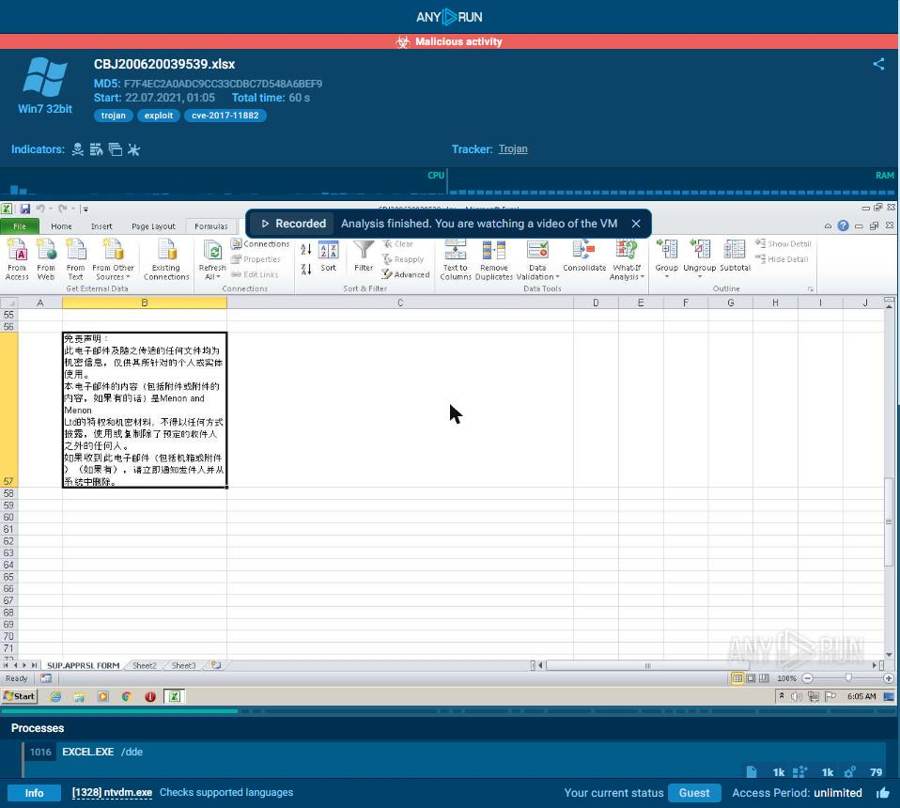 ANY RUN
Malicious activity
CBJ200620039539.xlsx
MD5: F7F4EC2A0ADC9CC33CDBC7D548A6BEF9
Win7 32bit
Start: 22.07.2021, 01:05 Total time: 60 s
trojan exploit cve-2017-11882
Indicators:
Tracker: Trojan
CPU
RAM
Recorded Analysis finished. You are watching a video of the VM
File Home Insert Page Layout Formulas
From Access From Web From Text From Other Sources Existing Connections Refresh All Connections Properties Edit Links Sort Filter Clear Reapply Advanced Text to Columns Remove Duplicates Data Validation Consolidate What-If Analysis Group Ungroup Subtotal Show Detail Hide Detail
Get External Data Connections Sort & Filter Data Tools Outline
A B C D E F G H I J
55
56
免责声明：
此电子邮件及随之传递的任何文件均为
机密信息，仅供其所针对的个人或实体
使用。
本电子邮件的内容（包括附件或附件的
内容，如果有的话）是Menon and
Menon
Ltd的特权和机密材料，不得以任何方式
披露，使用或复制除了预定的收件人
之外的任何人。
如果收到此电子邮件（包括机箱或附件
）（如果有），请立即通知发件人并从
系统中删除。
57
58
59
60
61
62
63
64
65
66
67
68
69
70
71
72
ANY RUN
SUP.APPRSL FORM Sheet2 Sheet3
Ready 100%
Start 6:05 AM
Processes
1016 EXCEL.EXE /dde
1k 1k 79
Info [1328] ntvdm.exe Checks supported languages Your current status Guest Access Period: unlimited